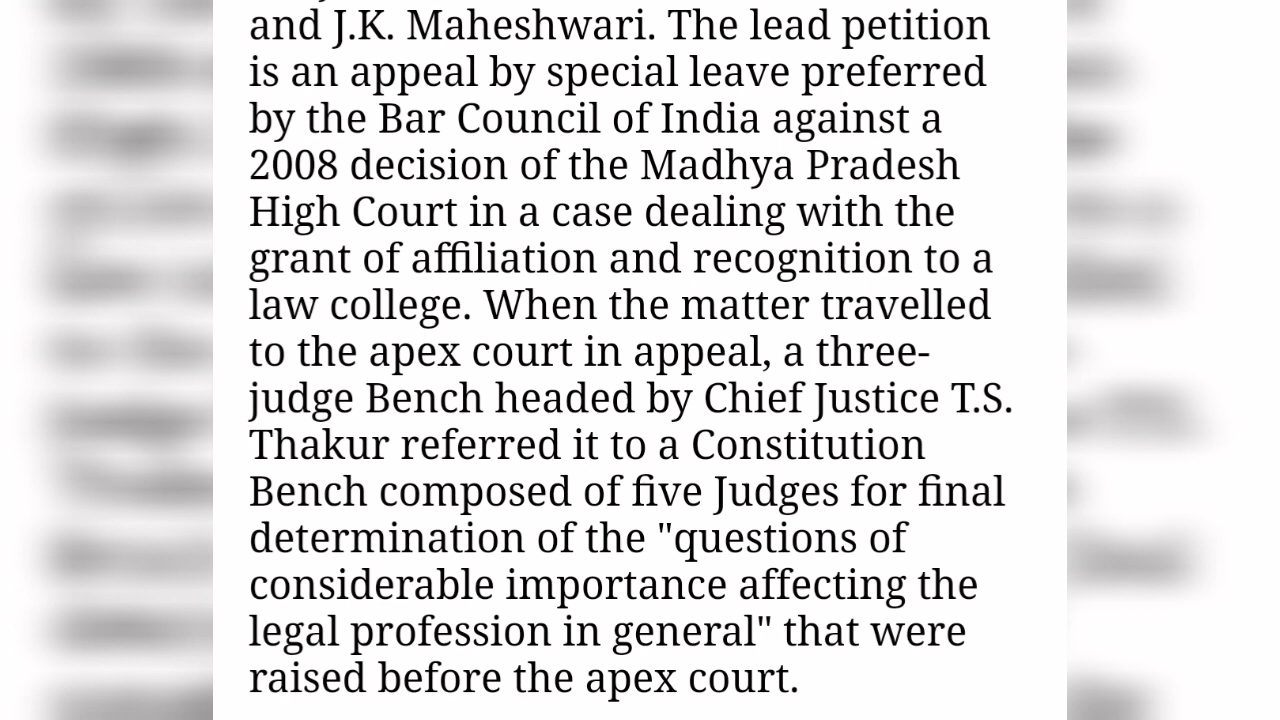 and J.K. Maheshwari. The lead petition
is an appeal by special leave preferred
by the Bar Council of India against a
2008 decision of the Madhya Pradesh
High Court in a case dealing with the
grant of affiliation and recognition to a
law college. When the matter travelled
to the apex court in appeal, a three-
judge Bench headed by Chief Justice T.S.
Thakur referred it to a Constitution
Bench composed of five Judges for final
determination of the "questions of
considerable importance affecting the
legal profession in general" that were
raised before the apex court.